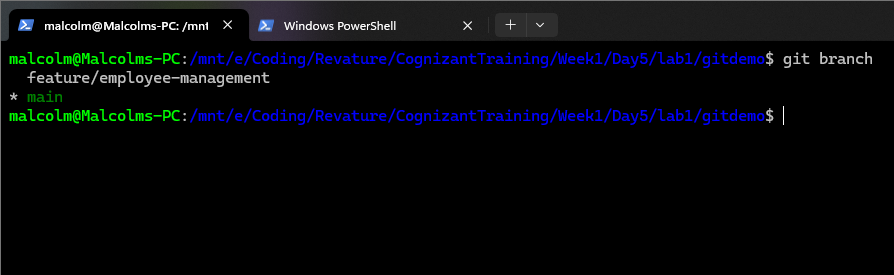 malcolm@Malcolms-PC: /mnt
Windows PowerShell
malcolm@Malcolms-PC:/mnt/e/Coding/Revature/CognizantTraining/Week1/Day5/lab1/gitdemo$ git branch
  feature/employee-management
* main
malcolm@Malcolms-PC:/mnt/e/Coding/Revature/CognizantTraining/Week1/Day5/lab1/gitdemo$